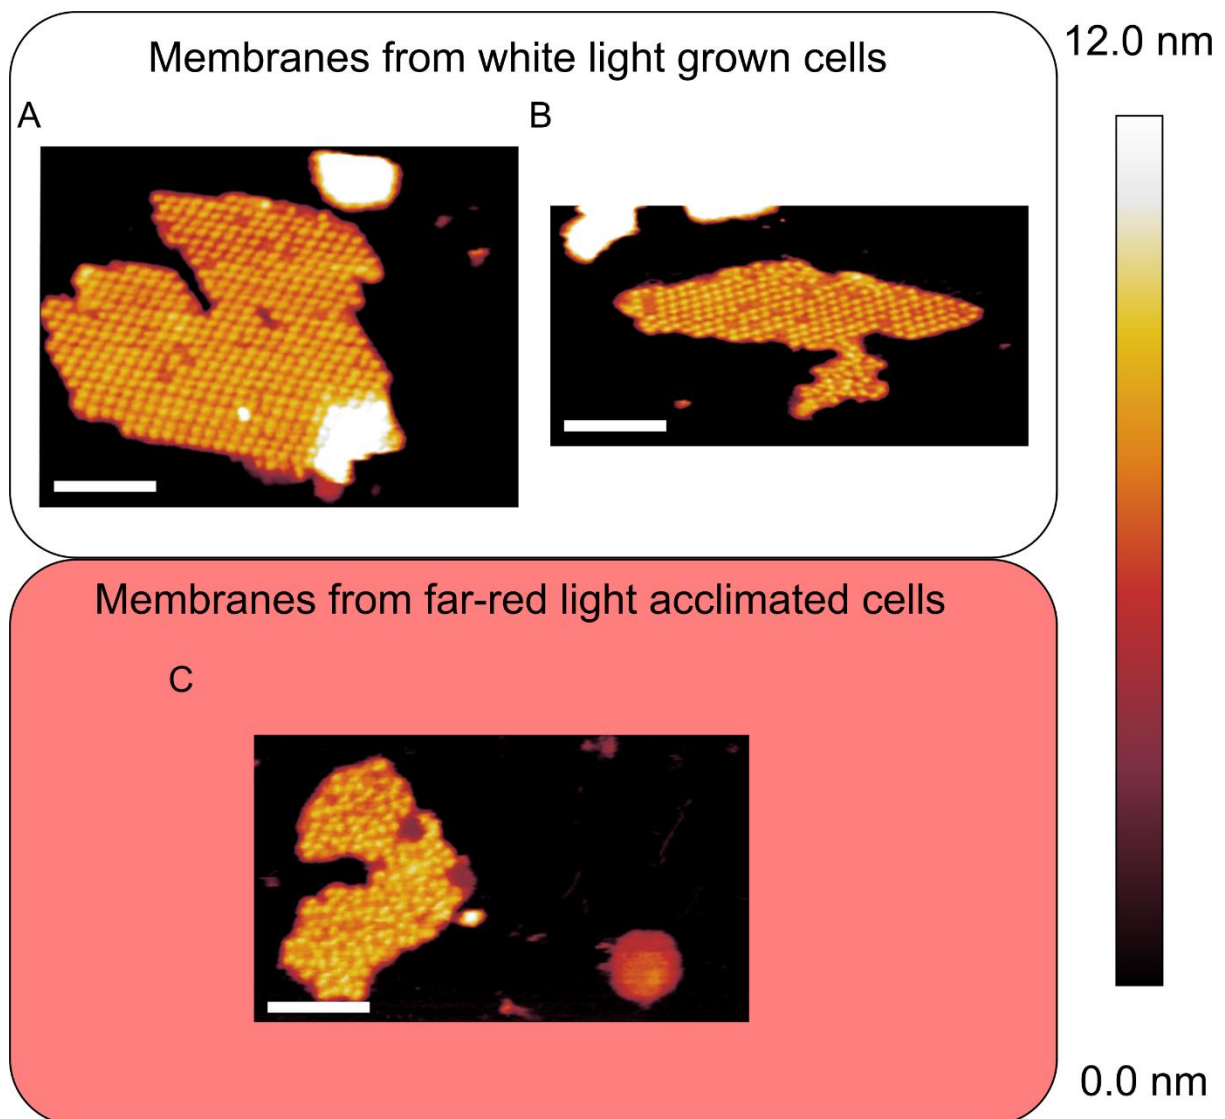 Membranes from white light grown cells
12.0 nm
A
B
Membranes from far-red light acclimated cells
C
0.0 nm